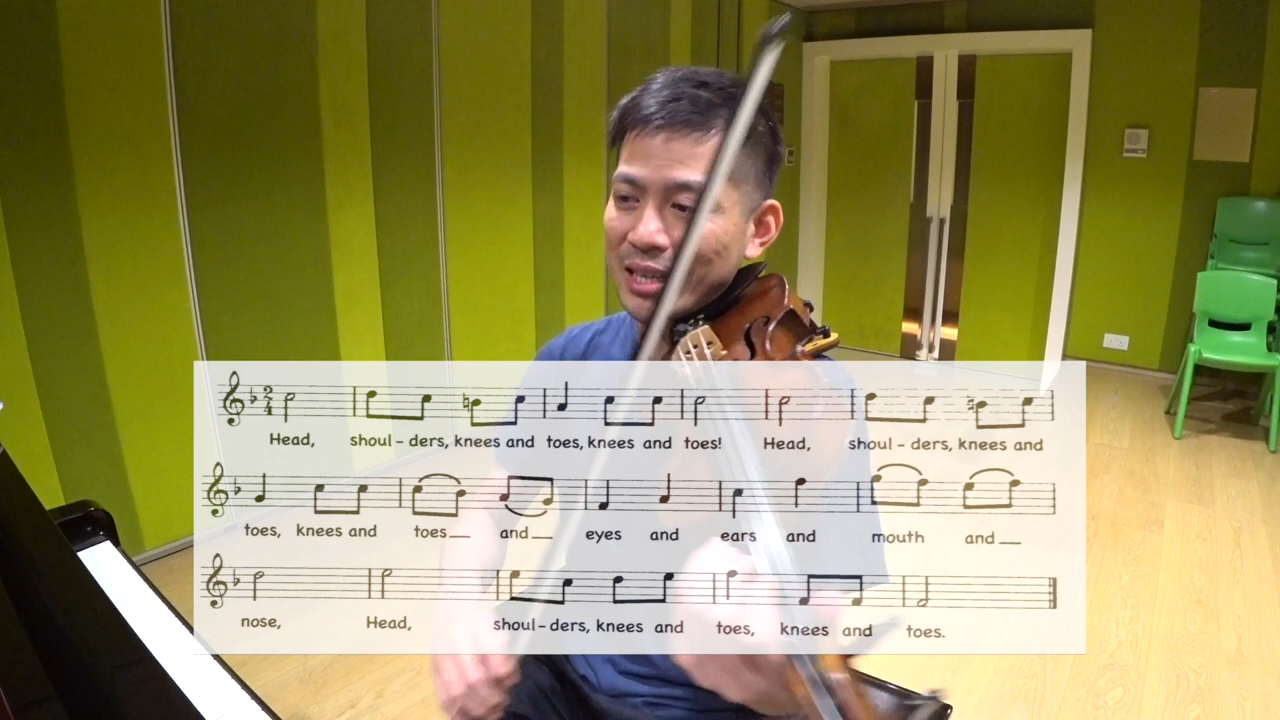 Head, shoul-ders, knees and toes, knees and toes! Head, shoul-ders, knees and
toes, knees and toes__ and__ eyes and ears and mouth and__
nose, Head, shoul-ders, knees and toes, knees and toes.